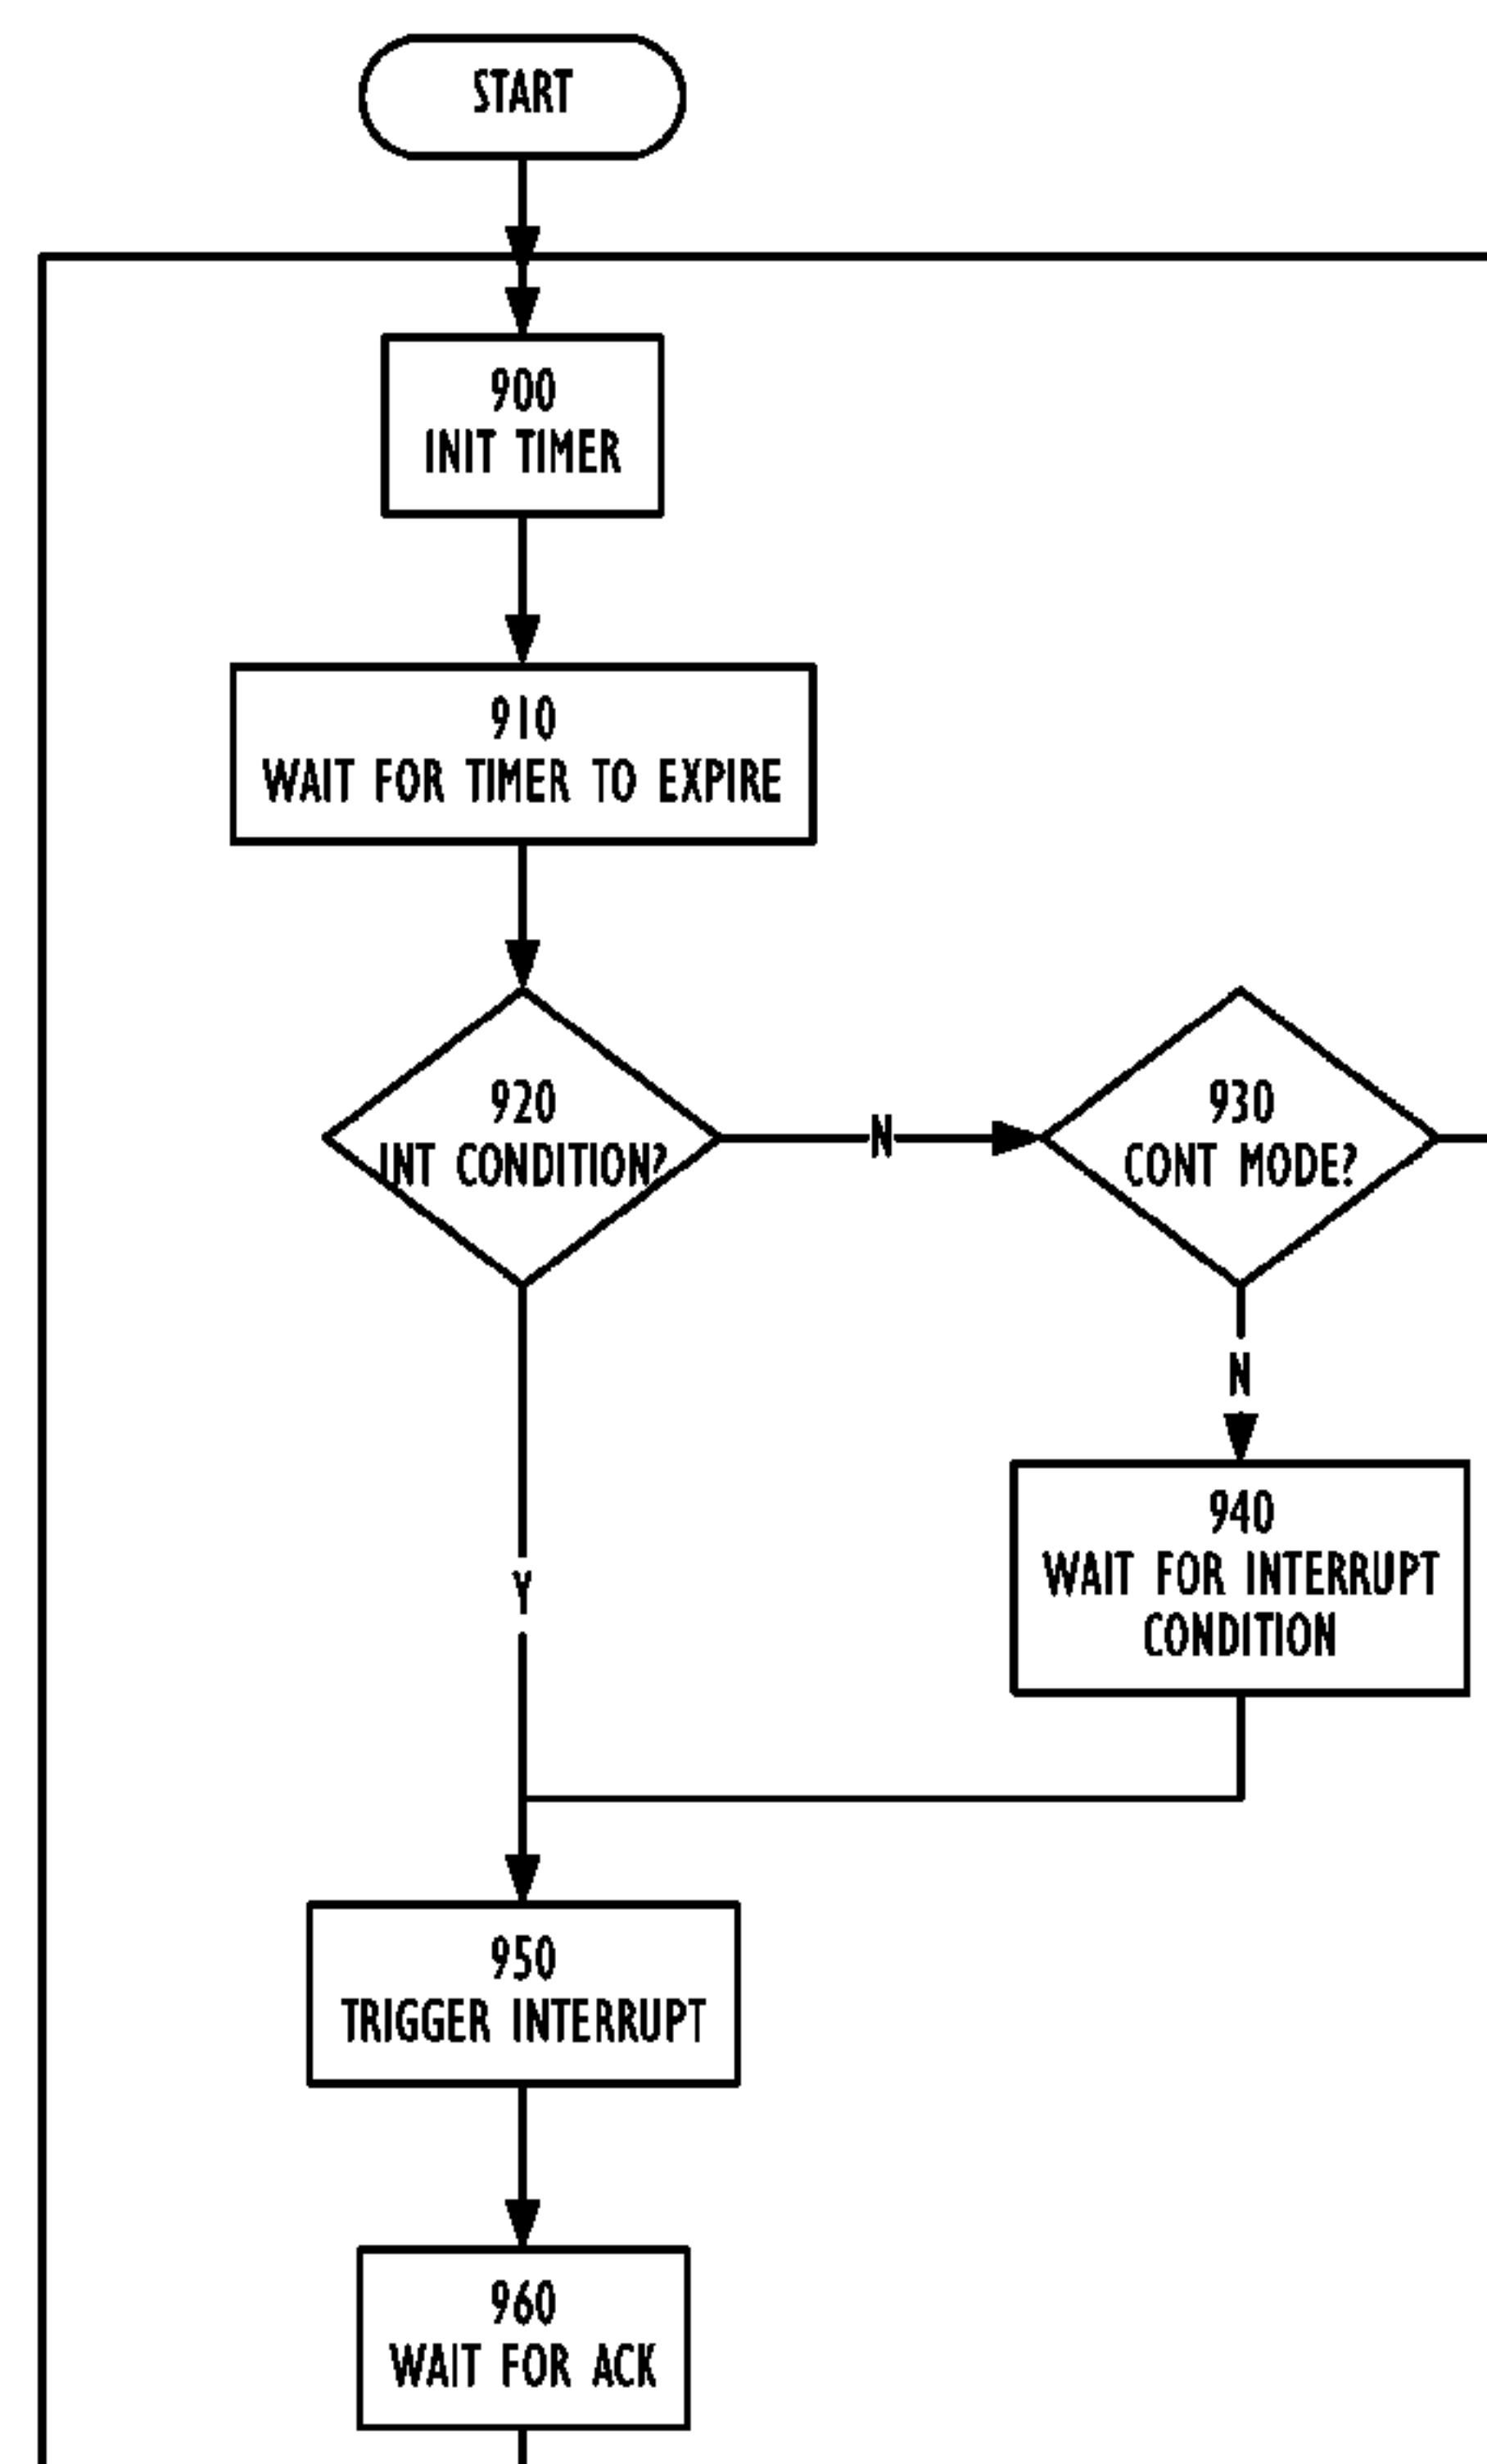 START
900
INIT TIMER
910
WAIT FOR TIMER TO EXPIRE
920
INT CONDITION?
N
930
CONT MODE?
N
940
WAIT FOR INTERRUPT
CONDITION
Y
950
TRIGGER INTERRUPT
960
WAIT FOR ACK